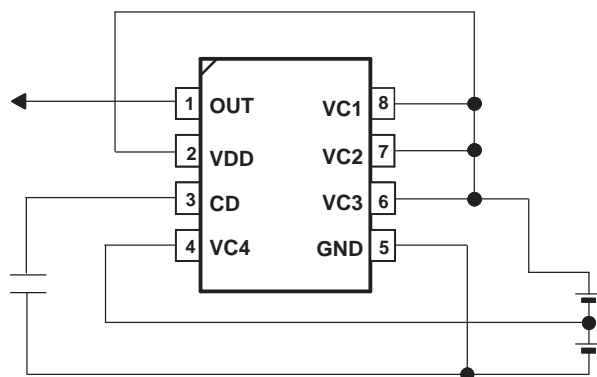 1 OUT VC1 8
2 VDD VC2 7
3 CD VC3 6
4 VC4 GND 5